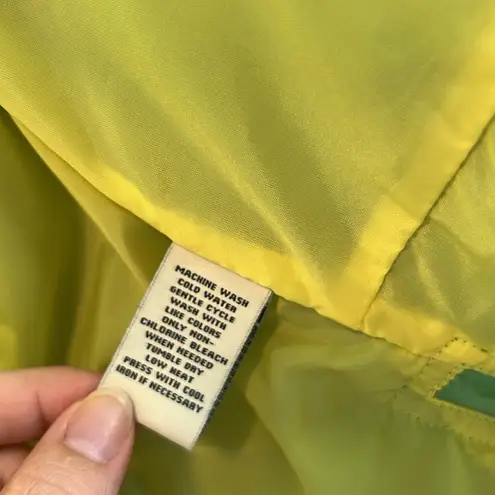 MACHINE WASH
COLD WATER
GENTLE CYCLE
WASH WITH
LIKE COLORS
ONLY NON-
CHLORINE BLEACH
WHEN NEEDED
TUMBLE DRY
LOW HEAT
PRESS WITH COOL
IRON IF NECESSARY